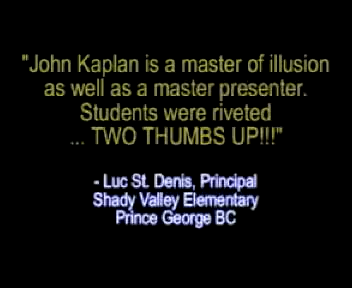 "John Kaplan is a master of illusion
as well as a master presenter.
Students were riveted
... TWO THUMBS UP!!!"
- Luc St. Denis, Principal
Shady Valley Elementary
Prince George BC